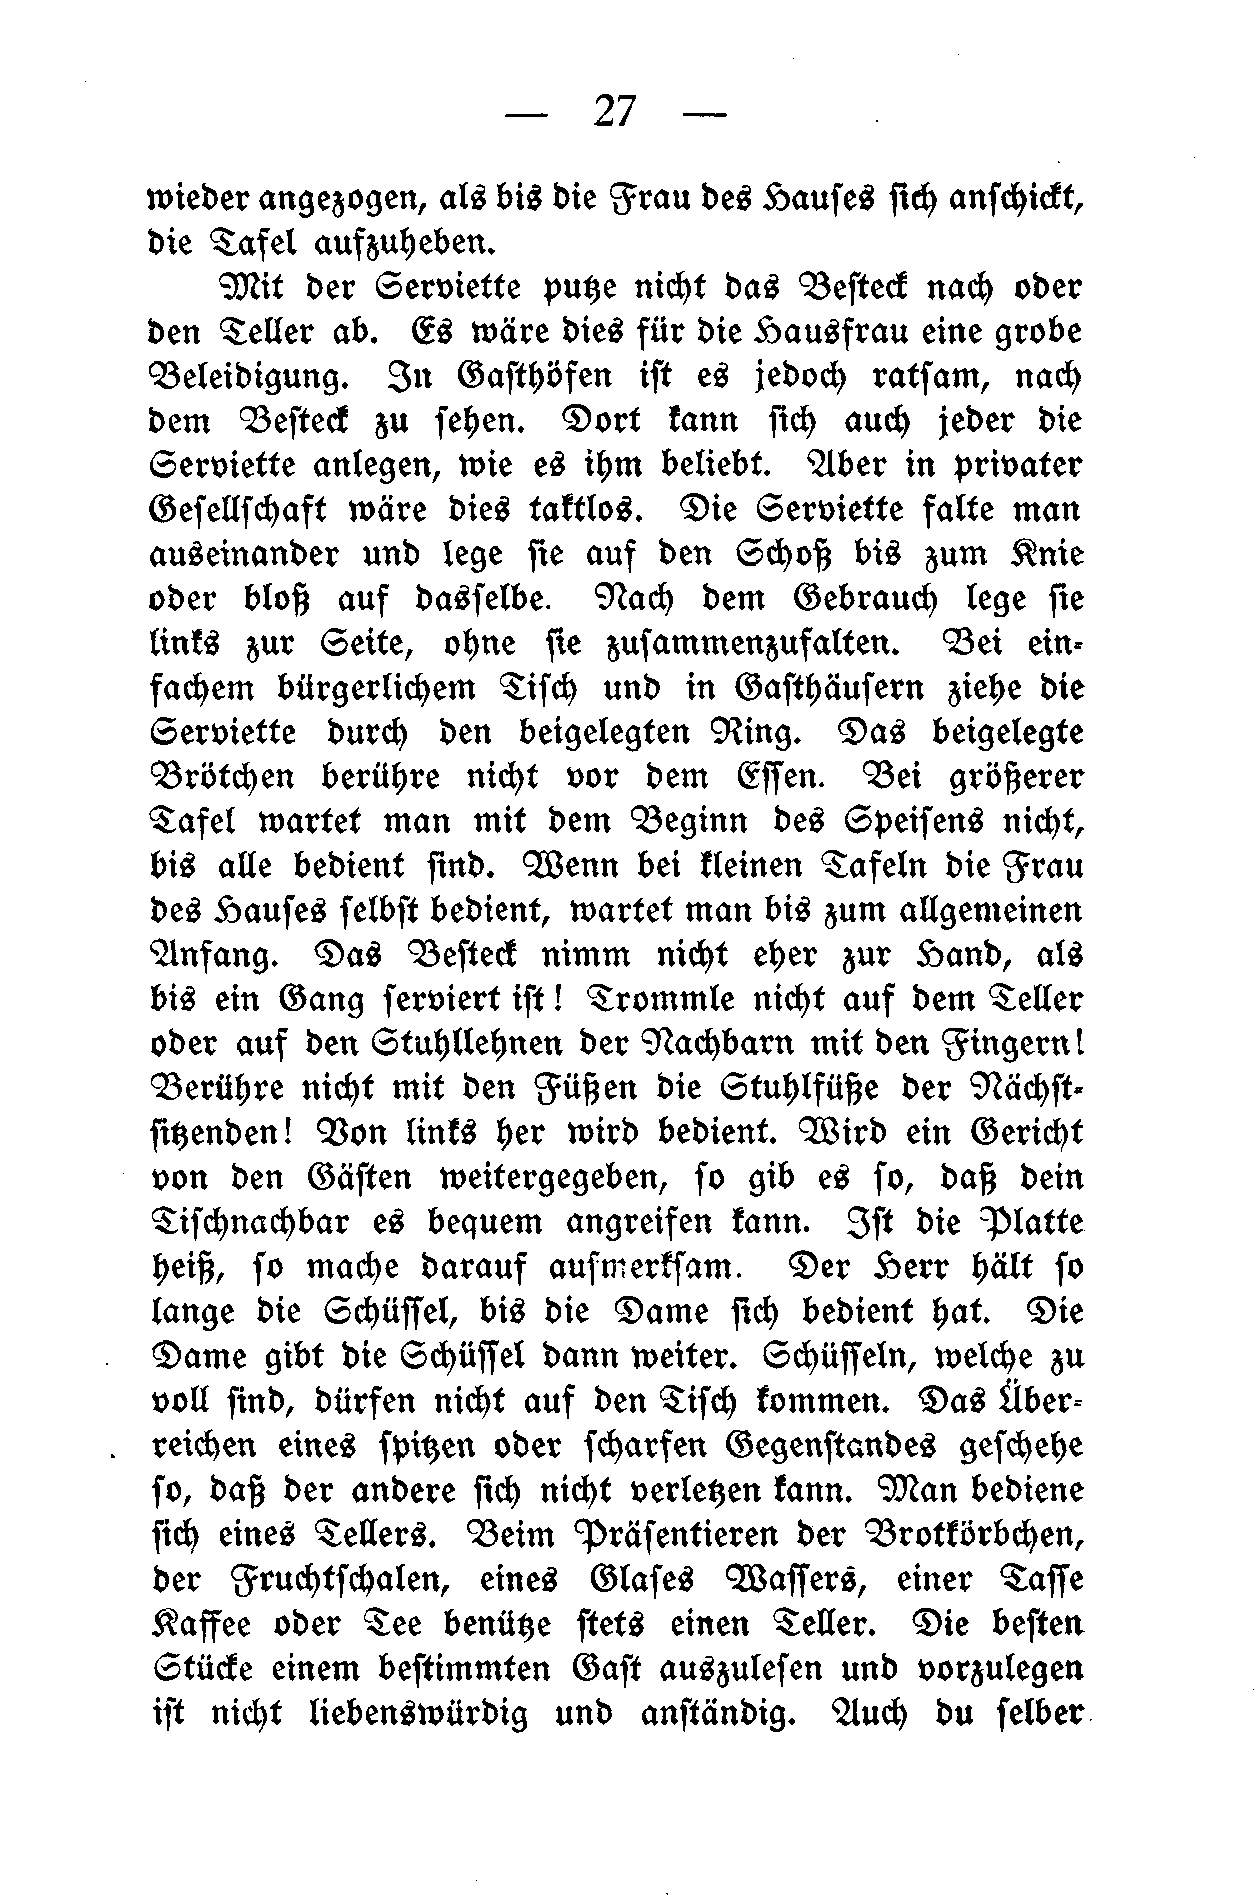 — 27 —
wieder angezogen, als bis die Frau des Hauses sich anschickt,
die Tafel aufzuheben.
Mit der Serviette putze nicht das Besteck nach oder
den Teller ab. Es wäre dies für die Hausfrau eine grobe
Beleidigung. In Gasthöfen ist es jedoch ratsam, nach
dem Besteck zu sehen. Dort kann sich auch jeder die
Serviette anlegen, wie es ihm beliebt. Aber in privater
Gesellschaft wäre dies taktlos. Die Serviette falte man
auseinander und lege sie auf den Schoß bis zum Knie
oder bloß auf dasselbe. Nach dem Gebrauch lege sie
links zur Seite, ohne sie zusammenzufalten. Bei ein-
fachem bürgerlichem Tisch und in Gasthäusern ziehe die
Serviette durch den beigelegten Ring. Das beigelegte
Brötchen berühre nicht vor dem Essen. Bei größerer
Tafel wartet man mit dem Beginn des Speisens nicht,
bis alle bedient sind. Wenn bei kleinen Tafeln die Frau
des Hauses selbst bedient, wartet man bis zum allgemeinen
Anfang. Das Besteck nimm nicht eher zur Hand, als
bis ein Gang serviert ist! Trommle nicht auf dem Teller
oder auf den Stuhllehnen der Nachbarn mit den Fingern!
Berühre nicht mit den Füßen die Stuhlfüße der Nächst-
sitzenden! Von links her wird bedient. Wird ein Gericht
von den Gästen weitergegeben, so gib es so, daß dein
Tischnachbar es bequem angreifen kann. Ist die Platte
heiß, so mache darauf aufmerksam. Der Herr hält so
lange die Schüssel, bis die Dame sich bedient hat. Die
Dame gibt die Schüssel dann weiter. Schüsseln, welche zu
voll sind, dürfen nicht auf den Tisch kommen. Das Über-
reichen eines spitzen oder scharfen Gegenstandes geschehe
so, daß der andere sich nicht verletzen kann. Man bediene
sich eines Tellers. Beim Präsentieren der Brotkörbchen,
der Fruchtschalen, eines Glases Wassers, einer Tasse
Kaffee oder Tee benütze stets einen Teller. Die besten
Stücke einem bestimmten Gast auszulesen und vorzulegen
ist nicht liebenswürdig und anständig. Auch du selber